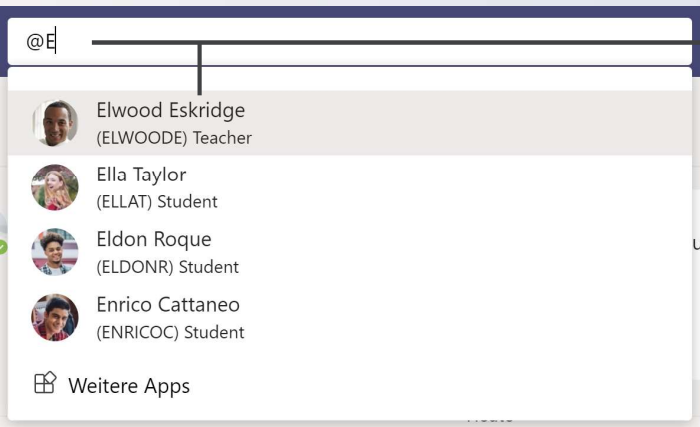 @E
Elwood Eskridge
(ELWOODE) Teacher
Ella Taylor
(ELLAT) Student
Eldon Roque
(ELDONR) Student
Enrico Cattaneo
(ENRICOC) Student
Weitere Apps